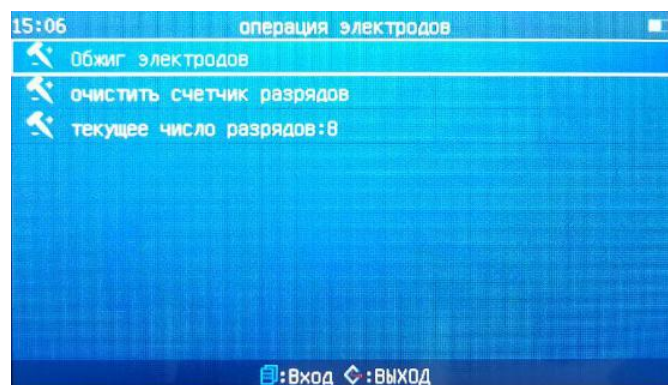 15:06 операция электродов
Обжиг электродов
очистить счетчик разрядов
текущее число разрядов:8
:Вход :ВЫХОД